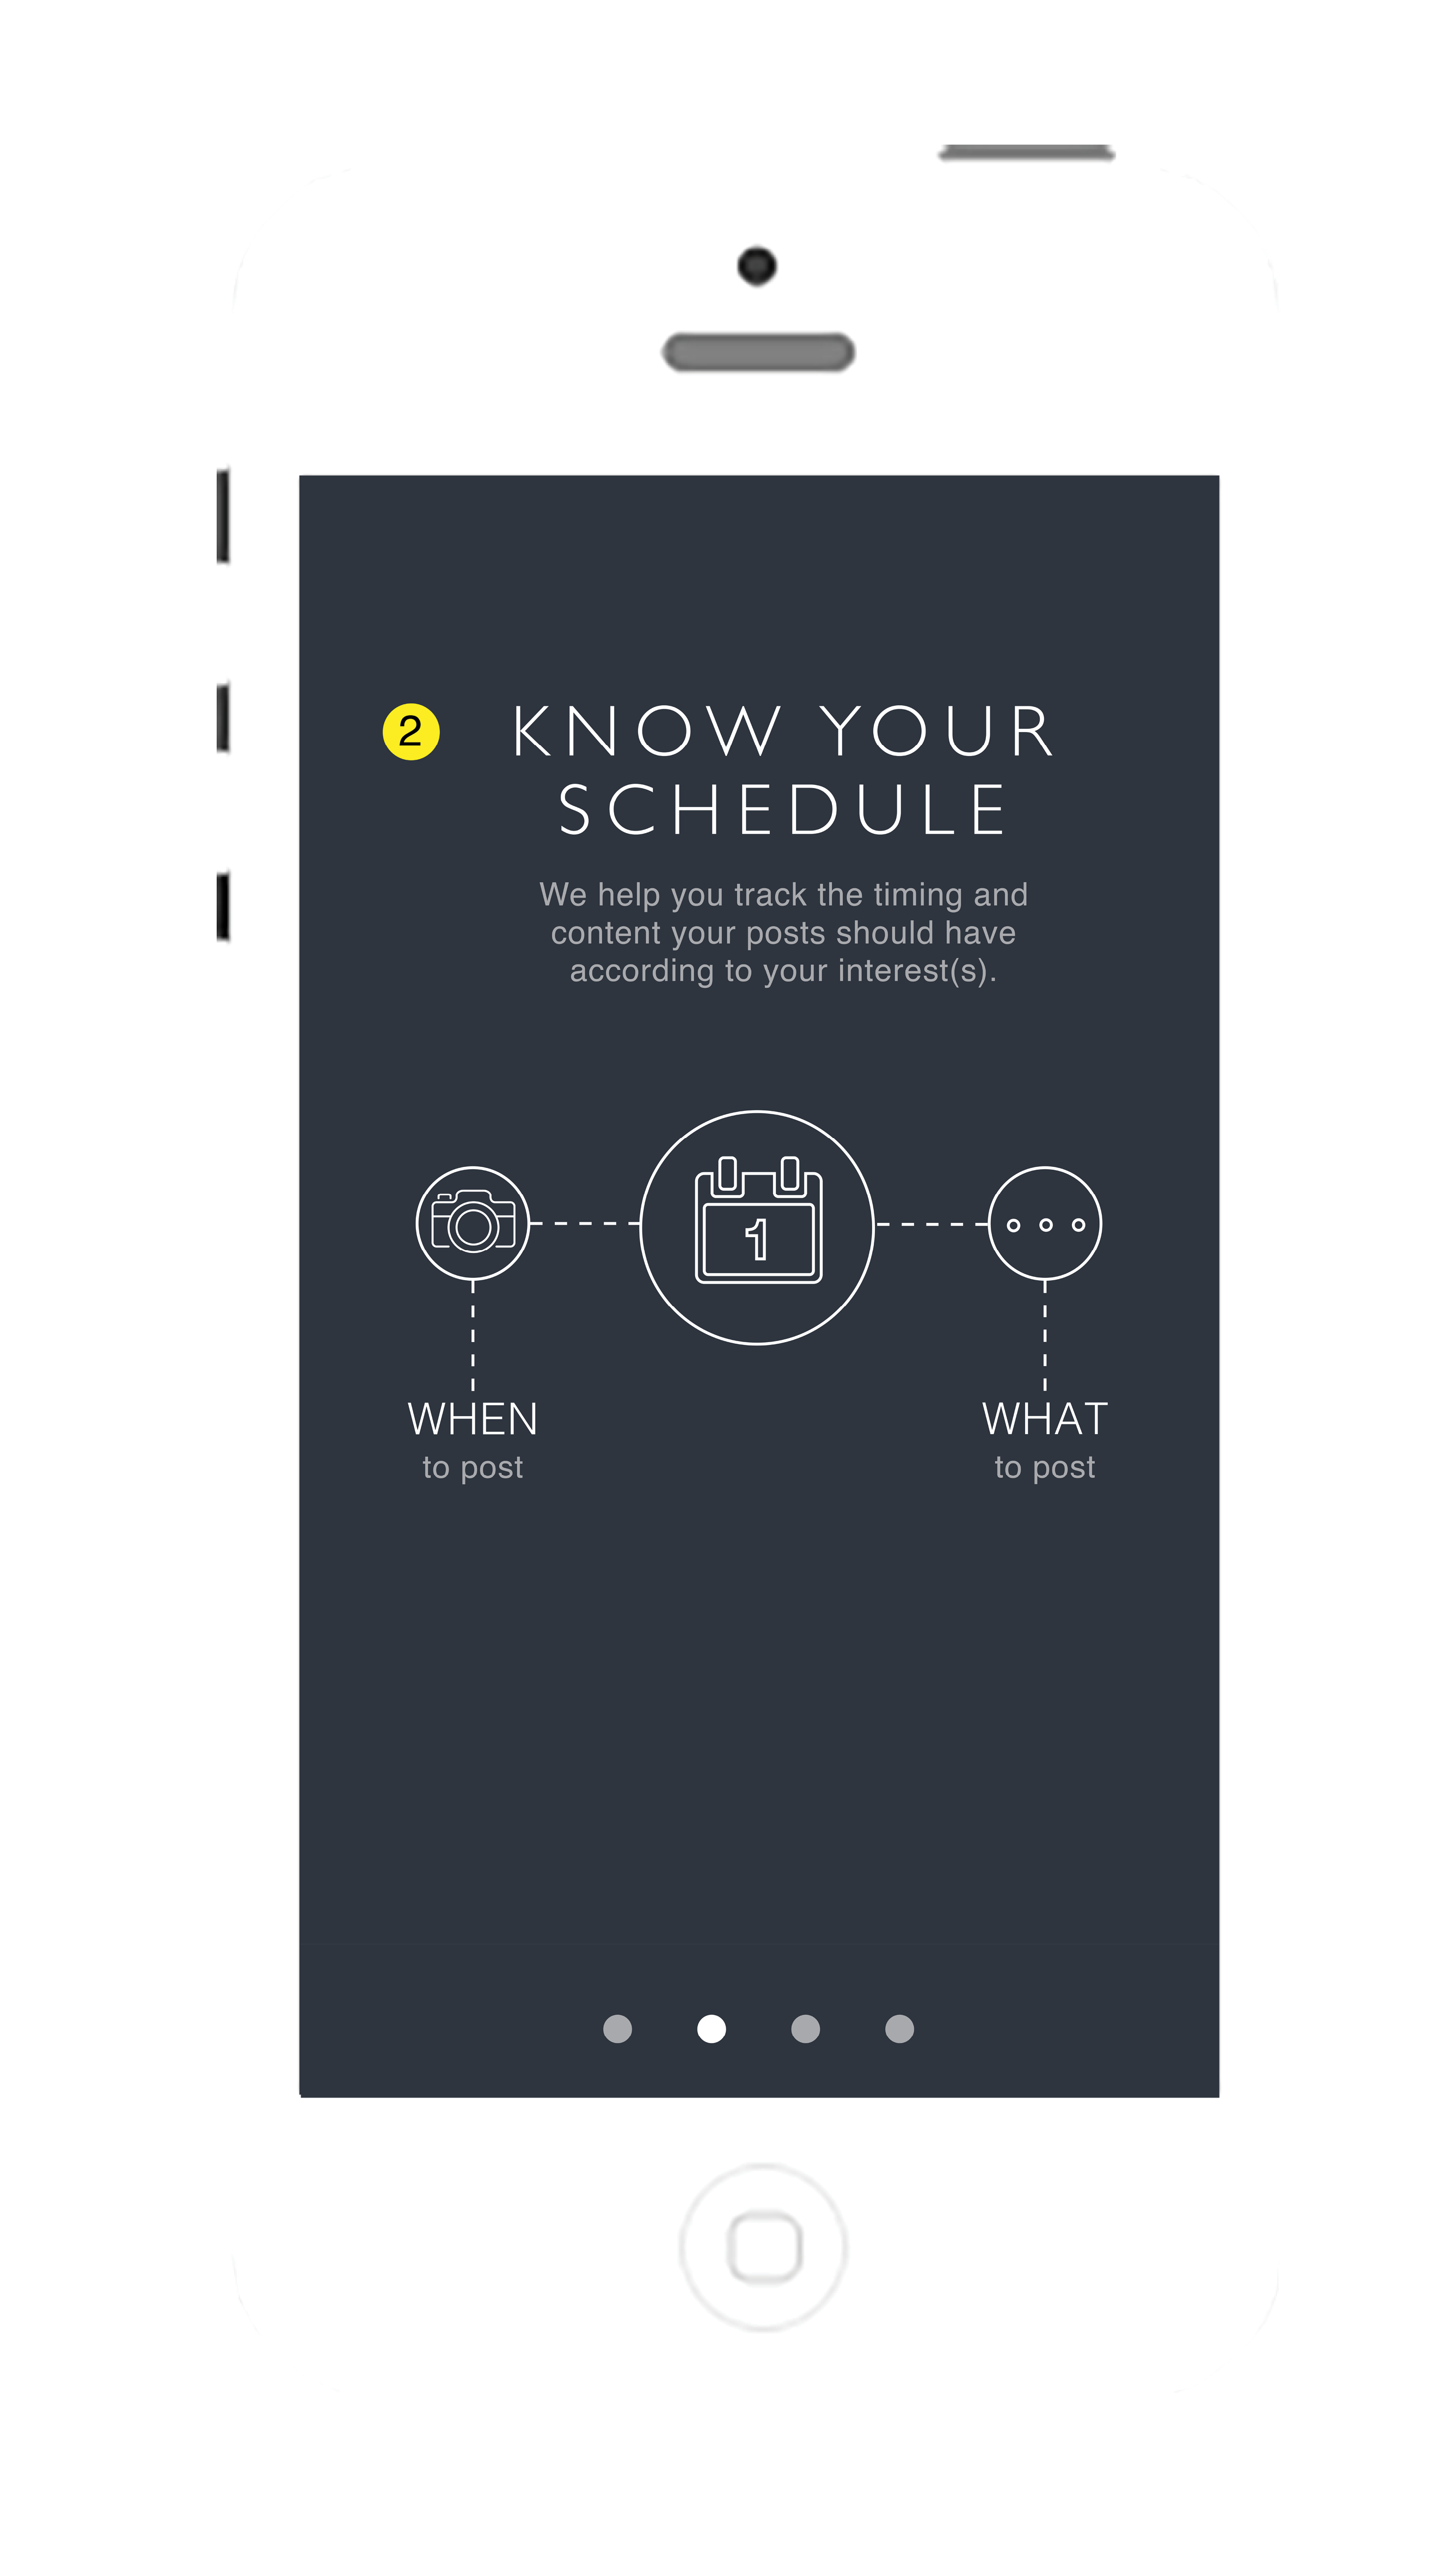 2
KNOW YOUR
SCHEDULE
We help you track the timing and
content your posts should have
according to your interest(s).
1
WHEN
to post
WHAT
to post